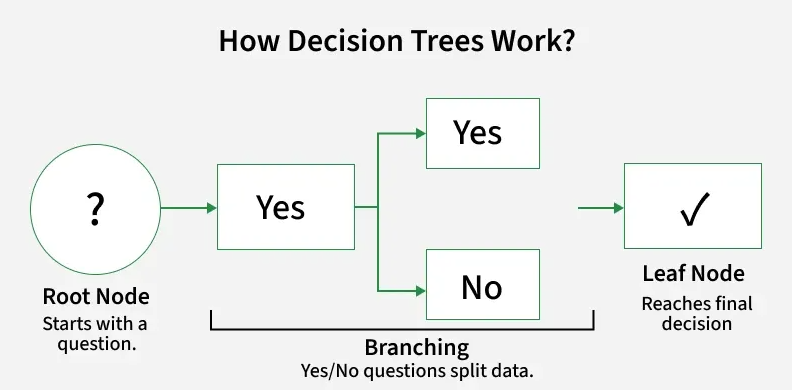 How Decision Trees Work?
?
Root Node
Starts with a
question.
Yes
Yes
No
Branching
Yes/No questions split data.
✓
Leaf Node
Reaches final
decision